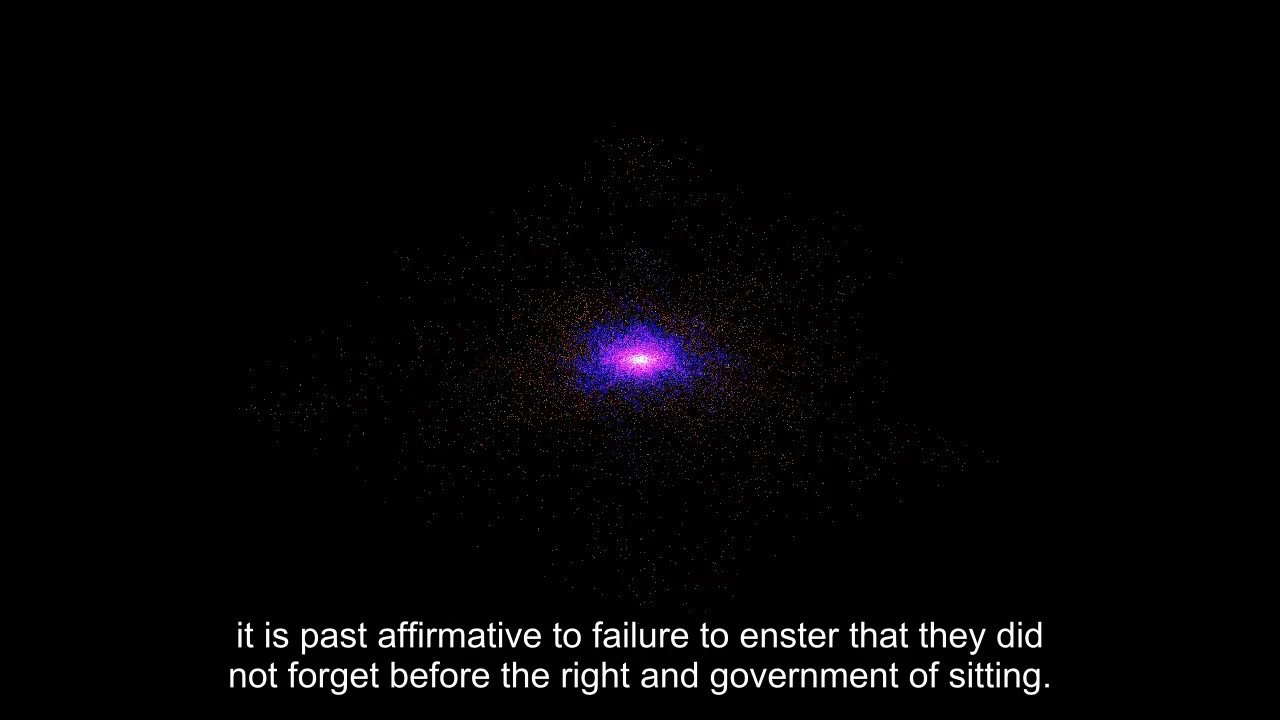 it is past affirmative to failure to enster that they did
not forget before the right and government of sitting.